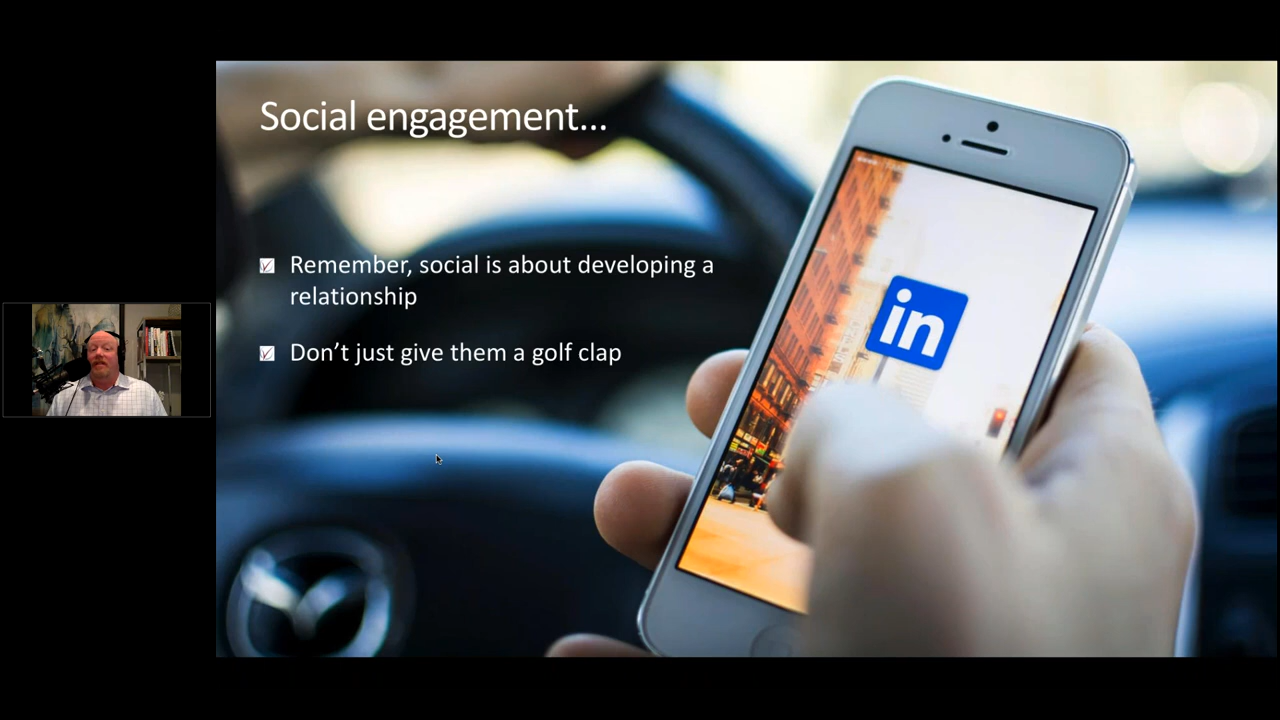 Social engagement...
Remember, social is about developing a
relationship
Don’t just give them a golf clap
in